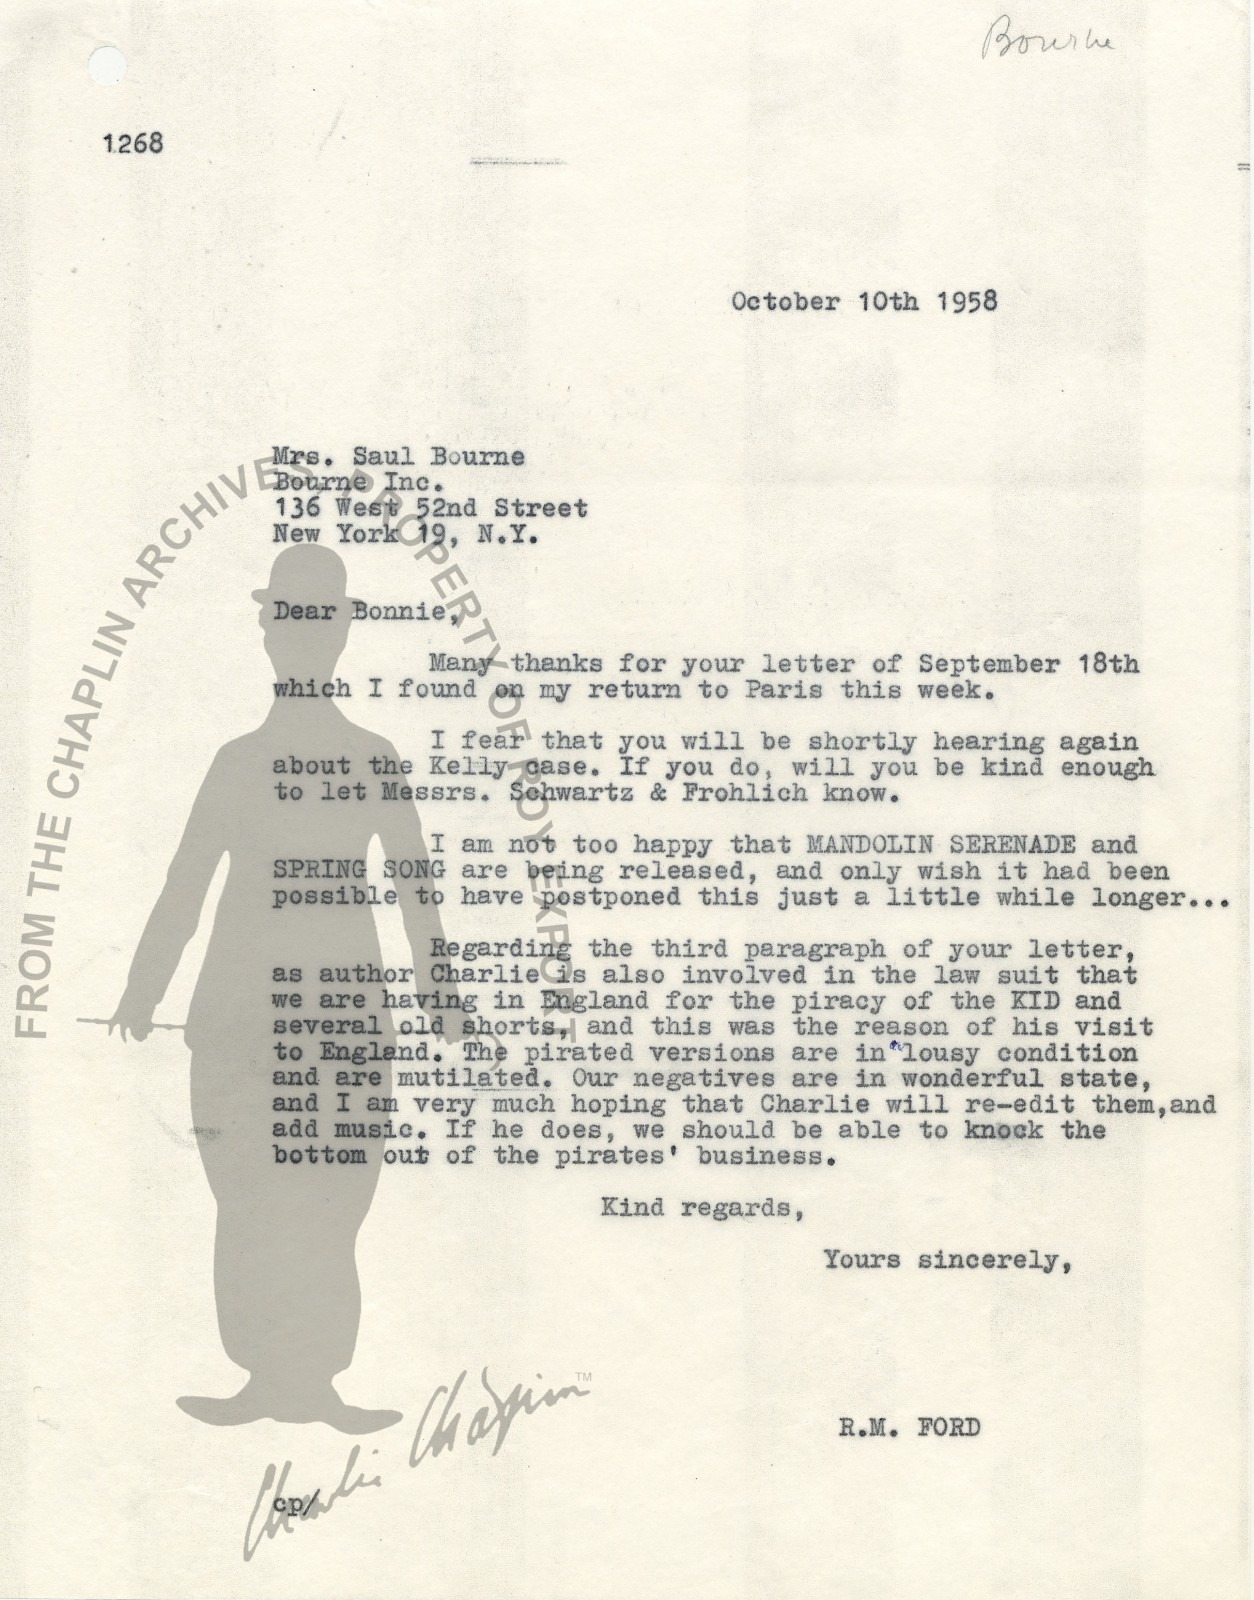 Bourne
1268
October 10th 1958
Mrs. Saul Bourne
Bourne Inc.
136 West 52nd Street
New York 19, N.Y.
Dear Bonnie,
Many thanks for your letter of September 18th
which I found on my return to Paris this week.
I fear that you will be shortly hearing again
about the Kelly case. If you do, will you be kind enough
to let Messrs. Schwartz & Frohlich know.
I am not too happy that MANDOLIN SERENADE and
SPRING SONG are being released, and only wish it had been
possible to have postponed this just a little while longer...
Regarding the third paragraph of your letter,
as author Charlie is also involved in the law suit that
we are having in England for the piracy of the KID and
several old shorts, and this was the reason of his visit
to England. The pirated versions are in lousy condition
and are mutilated. Our negatives are in wonderful state,
and I am very much hoping that Charlie will re-edit them,and
add music. If he does, we should be able to knock the
bottom out of the pirates' business.
Kind regards,
Yours sincerely,
R.M. FORD
cp/
FROM THE CHAPLIN ARCHIVES, PROPERTY OF ROY EXPORT
Charlie Chaplin TM